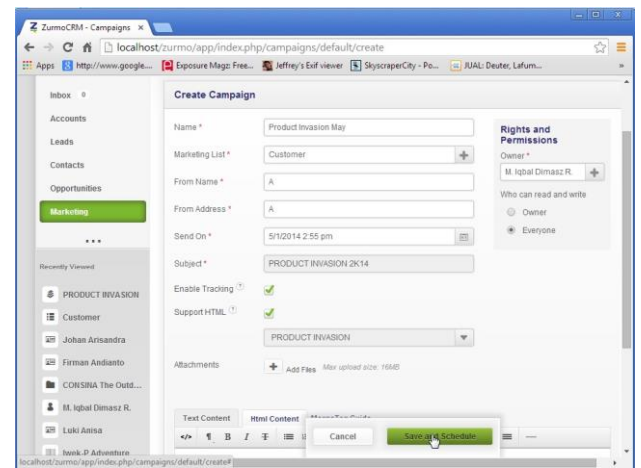 ZurmoCRM - Campaigns
localhost/zurmo/app/index.php/campaigns/default/create
Apps http://www.google.... Exposure Magz: Free... Jeffrey's Exif viewer SkyscraperCity - Po... JUAL: Deuter, Lafum...
Inbox 0
Accounts
Leads
Contacts
Opportunities
Marketing
Recently Viewed
PRODUCT INVASION
Customer
Johan Arisandra
Firman Andianto
CONSINA The Outd...
M. Iqbal Dimasz R.
Luki Anisa
Iwek-P Adventure
Create Campaign
Name * Product Invasion May
Marketing List * Customer
From Name * A
From Address * A
Send On * 5/1/2014 2:55 pm
Subject * PRODUCT INVASION 2K14
Enable Tracking ?
Support HTML ?
PRODUCT INVASION
Attachments Add Files Max upload size: 16MB
Text Content Html Content MergeTag Guide
B I T
Cancel Save and Schedule
Rights and
Permissions
Owner *
M. Iqbal Dimasz R.
Who can read and write
Owner
Everyone
localhost/zurmo/app/index.php/campaigns/default/create#